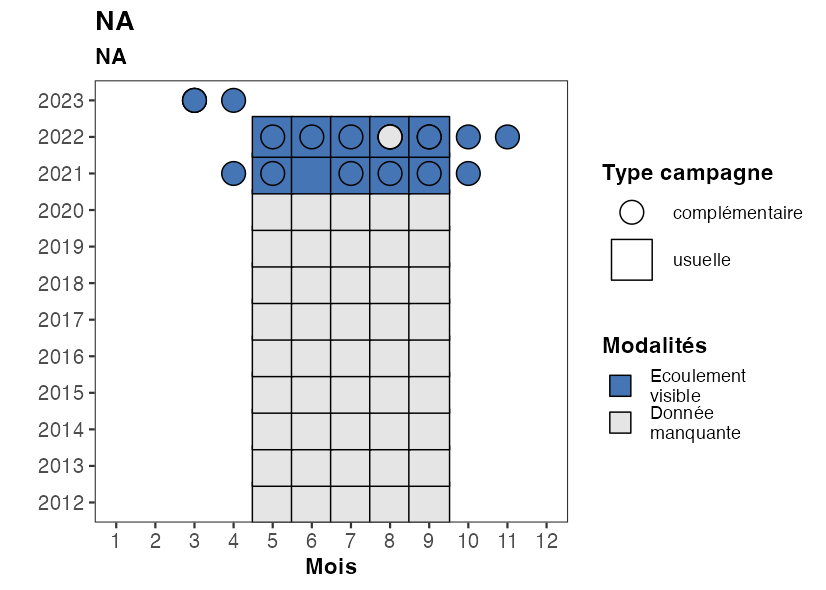 NA
NA
2023
2022
2021
2020
2019
2018
2017
2016
2015
2014
2013
2012
1 2 3 4 5 6 7 8 9 10 11 12
Mois
Type campagne
complémentaire
usuelle
Modalités
Ecoulement
visible
Donnée
manquante